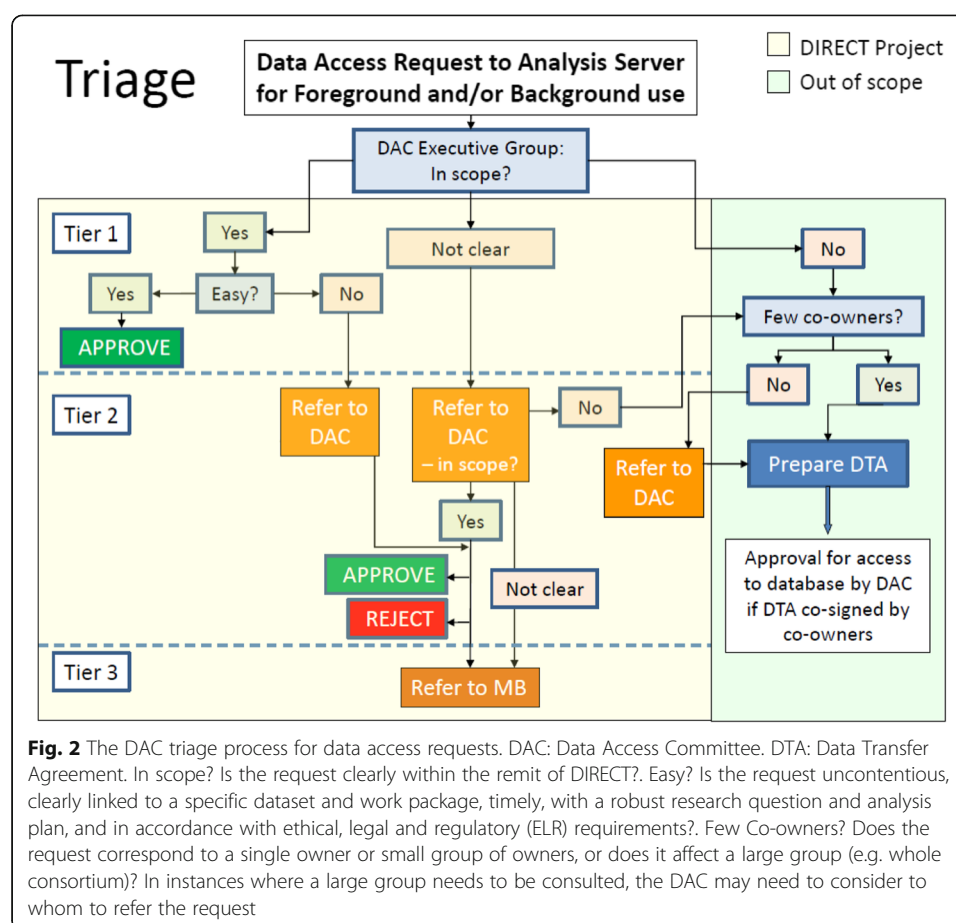 Triage
Data Access Request to Analysis Server
for Foreground and/or Background use
DIRECT Project
Out of scope
DAC Executive Group:
In scope?
Tier 1
Yes
Not clear
No
Yes
Easy?
No
Few co-owners?
APPROVE
No
Yes
Tier 2
Refer to
DAC
Refer to
DAC
– in scope?
No
Refer to
DAC
Prepare DTA
Yes
APPROVE
REJECT
Not clear
Approval for access
to database by DAC
if DTA co-signed by
co-owners
Tier 3
Refer to MB
Fig. 2 The DAC triage process for data access requests. DAC: Data Access Committee. DTA: Data Transfer
Agreement. In scope? Is the request clearly within the remit of DIRECT?. Easy? Is the request uncontentious,
clearly linked to a specific dataset and work package, timely, with a robust research question and analysis
plan, and in accordance with ethical, legal and regulatory (ELR) requirements?. Few Co-owners? Does the
request correspond to a single owner or small group of owners, or does it affect a large group (e.g. whole
consortium)? In instances where a large group needs to be consulted, the DAC may need to consider to
whom to refer the request